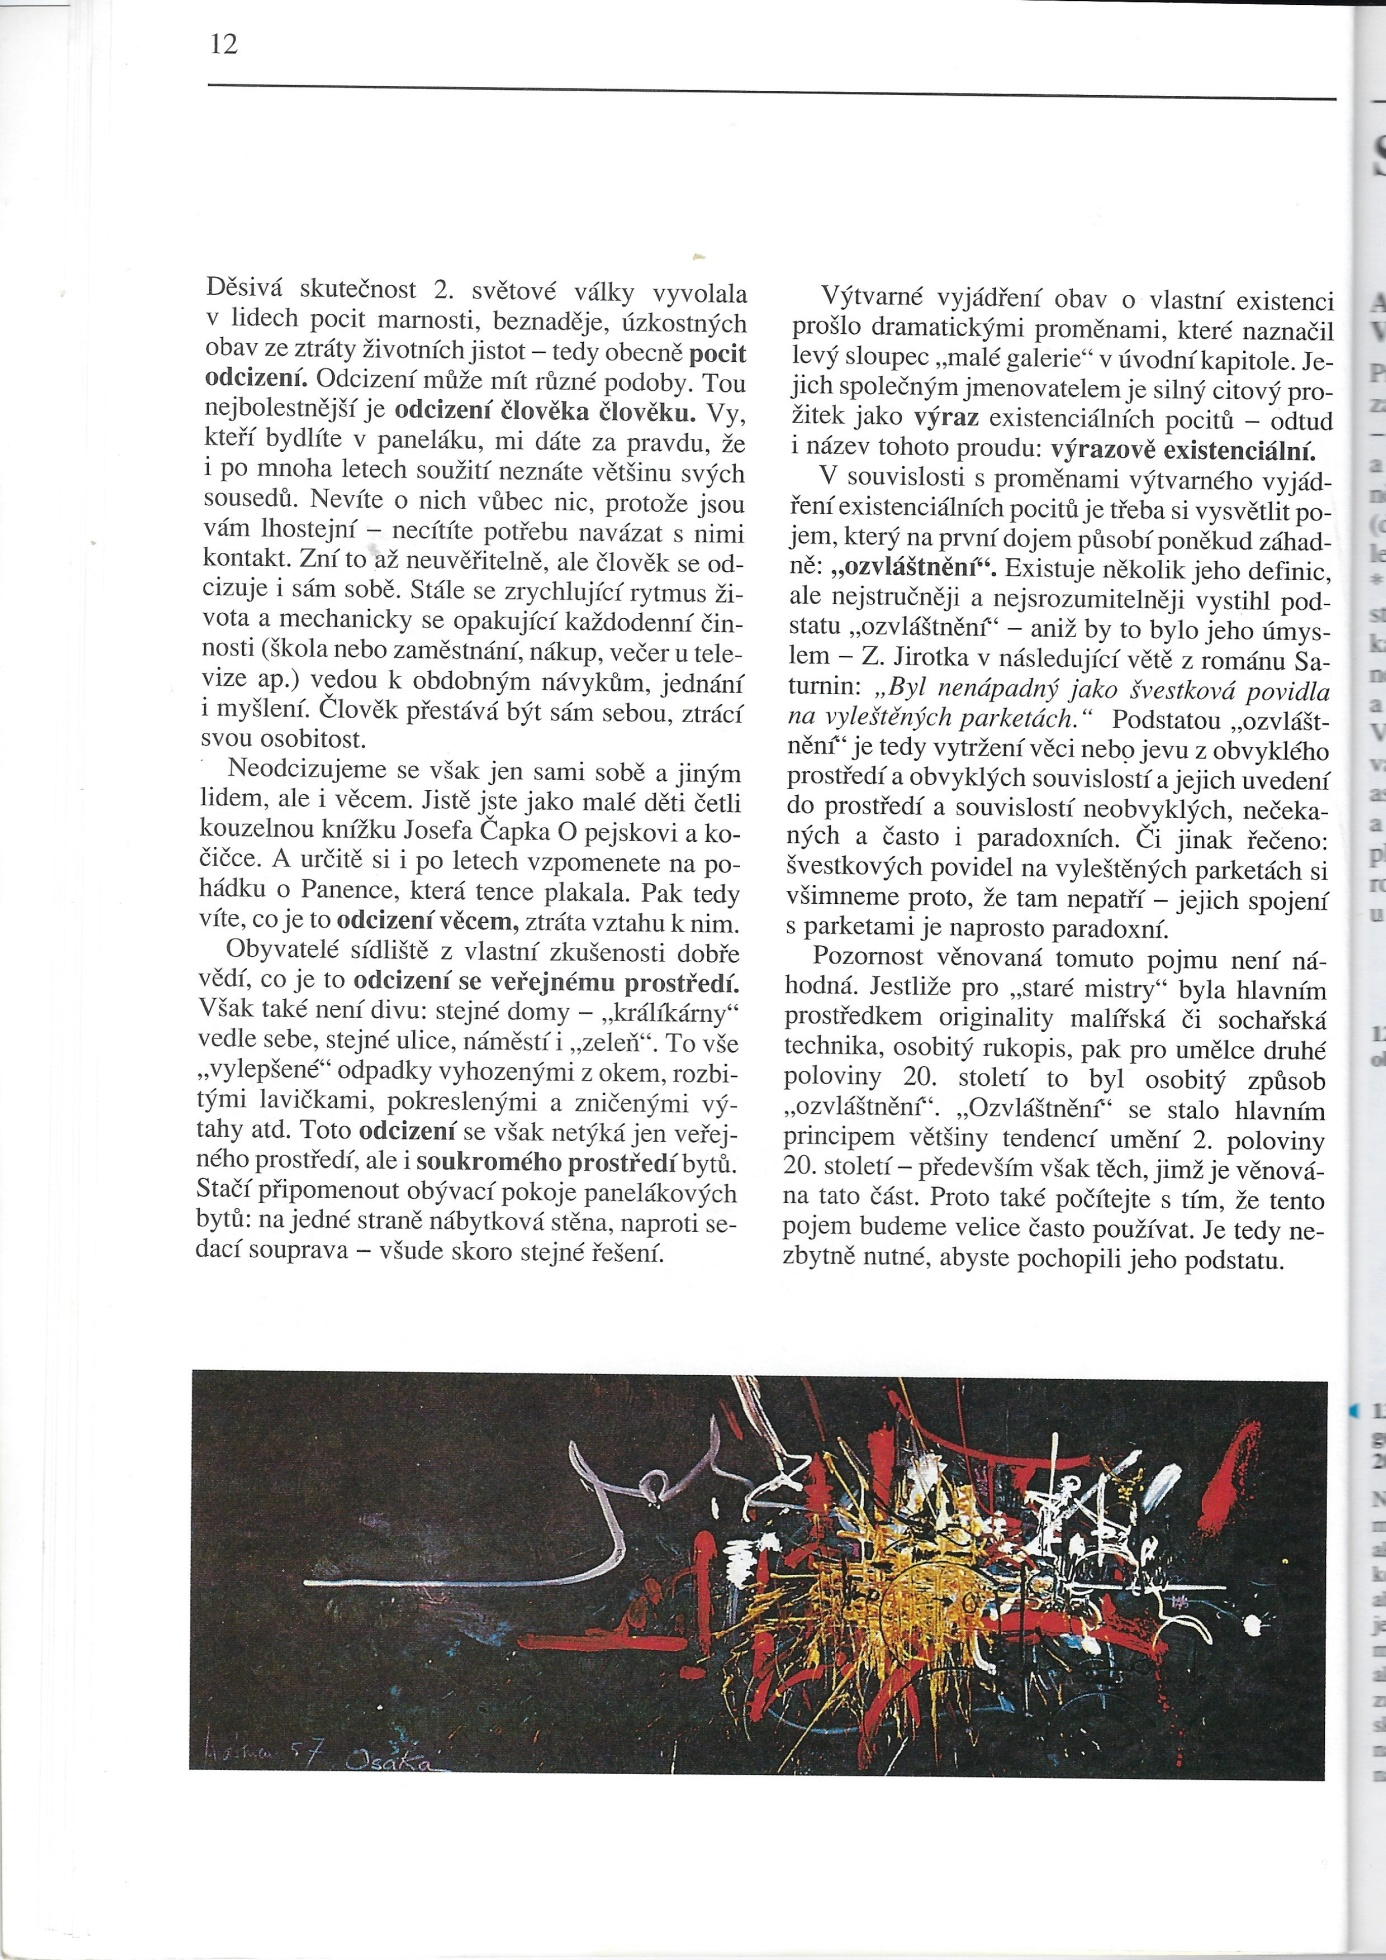 12
Děsivá skutečnost 2. světové války vyvolala
v lidech pocit marnosti, beznaděje, úzkostných
obav ze ztráty životních jistot – tedy obecně pocit
odcizení. Odcizení může mít různé podoby. Tou
nejbolestnější je odcizení člověka člověku. Vy,
kteří bydlíte v paneláku, mi dáte za pravdu, že
i po mnoha letech soužití neznáte většinu svých
sousedů. Nevíte o nich vůbec nic, protože jsou
vám lhostejní – necítíte potřebu navázat s nimi
kontakt. Zní to až neuvěřitelně, ale člověk se od-
cizuje i sám sobě. Stále se zrychlující rytmus ži-
vota a mechanicky se opakující každodenní čin-
nosti (škola nebo zaměstnání, nákup, večer u tele-
vize ap.) vedou k obdobným návykům, jednání
i myšlení. Člověk přestává být sám sebou, ztrácí
svou osobitost.
Neodcizujeme se však jen sami sobě a jiným
lidem, ale i věcem. Jistě jste jako malé děti četli
kouzelnou knížku Josefa Čapka O pejskovi a ko-
čičce. A určitě si i po letech vzpomenete na po-
hádku o Panence, která tence plakala. Pak tedy
víte, co je to odcizení věcem, ztráta vztahu k nim.
Obyvatelé sídliště z vlastní zkušenosti dobře
vědí, co je to odcizení se veřejnému prostředí.
Však také není divu: stejné domy – „králíkárny“
vedle sebe, stejné ulice, náměstí i „zeleň“. To vše
„vylepšené“ odpadky vyhozenými z okem, rozbi-
tými lavičkami, pokreslenými a zničenými vý-
tahy atd. Toto odcizení se však netýká jen veřej-
ného prostředí, ale i soukromého prostředí bytů.
Stačí připomenout obývací pokoje panelákových
bytů: na jedné straně nábytková stěna, naproti se-
dací souprava – všude skoro stejné řešení.
Výtvarné vyjádření obav o vlastní existenci
prošlo dramatickými proměnami, které naznačil
levý sloupec „malé galerie“ v úvodní kapitole. Je-
jich společným jmenovatelem je silný citový pro-
žitek jako výraz existenciálních pocitů – odtud
i název tohoto proudu: výrazově existenciální.
V souvislosti s proměnami výtvarného vyjád-
ření existenciálních pocitů je třeba si vysvětlit po-
jem, který na první dojem působí poněkud záhad-
ně: „ozvláštnění“. Existuje několik jeho definic,
ale nejstručněji a nejsrozumitelněji vystihl pod-
statu „ozvláštnění“ – aniž by to bylo jeho úmys-
lem – Z. Jirotka v následující větě z románu Sa-
turnin: „Byl nenápadný jako švestková povidla
na vyleštěných parketách.“ Podstatou „ozvlášt-
nění“ je tedy vytržení věci nebo jevu z obvyklého
prostředí a obvyklých souvislostí a jejich uvedení
do prostředí a souvislostí neobvyklých, nečeka-
ných a často i paradoxních. Či jinak řečeno:
švestkových povidel na vyleštěných parketách si
všimneme proto, že tam nepatří – jejich spojení
s parketami je naprosto paradoxní.
Pozornost věnovaná tomuto pojmu není ná-
hodná. Jestliže pro „staré mistry“ byla hlavním
prostředkem originality malířská či sochařská
technika, osobitý rukopis, pak pro umělce druhé
poloviny 20. století to byl osobitý způsob
„ozvláštnění“. „Ozvláštnění“ se stalo hlavním
principem většiny tendencí umění 2. poloviny
20. století – především však těch, jimž je věnová-
na tato část. Proto také počítejte s tím, že tento
pojem budeme velice často používat. Je tedy ne-
zbytně nutné, abyste pochopili jeho podstatu.
57 Osaka